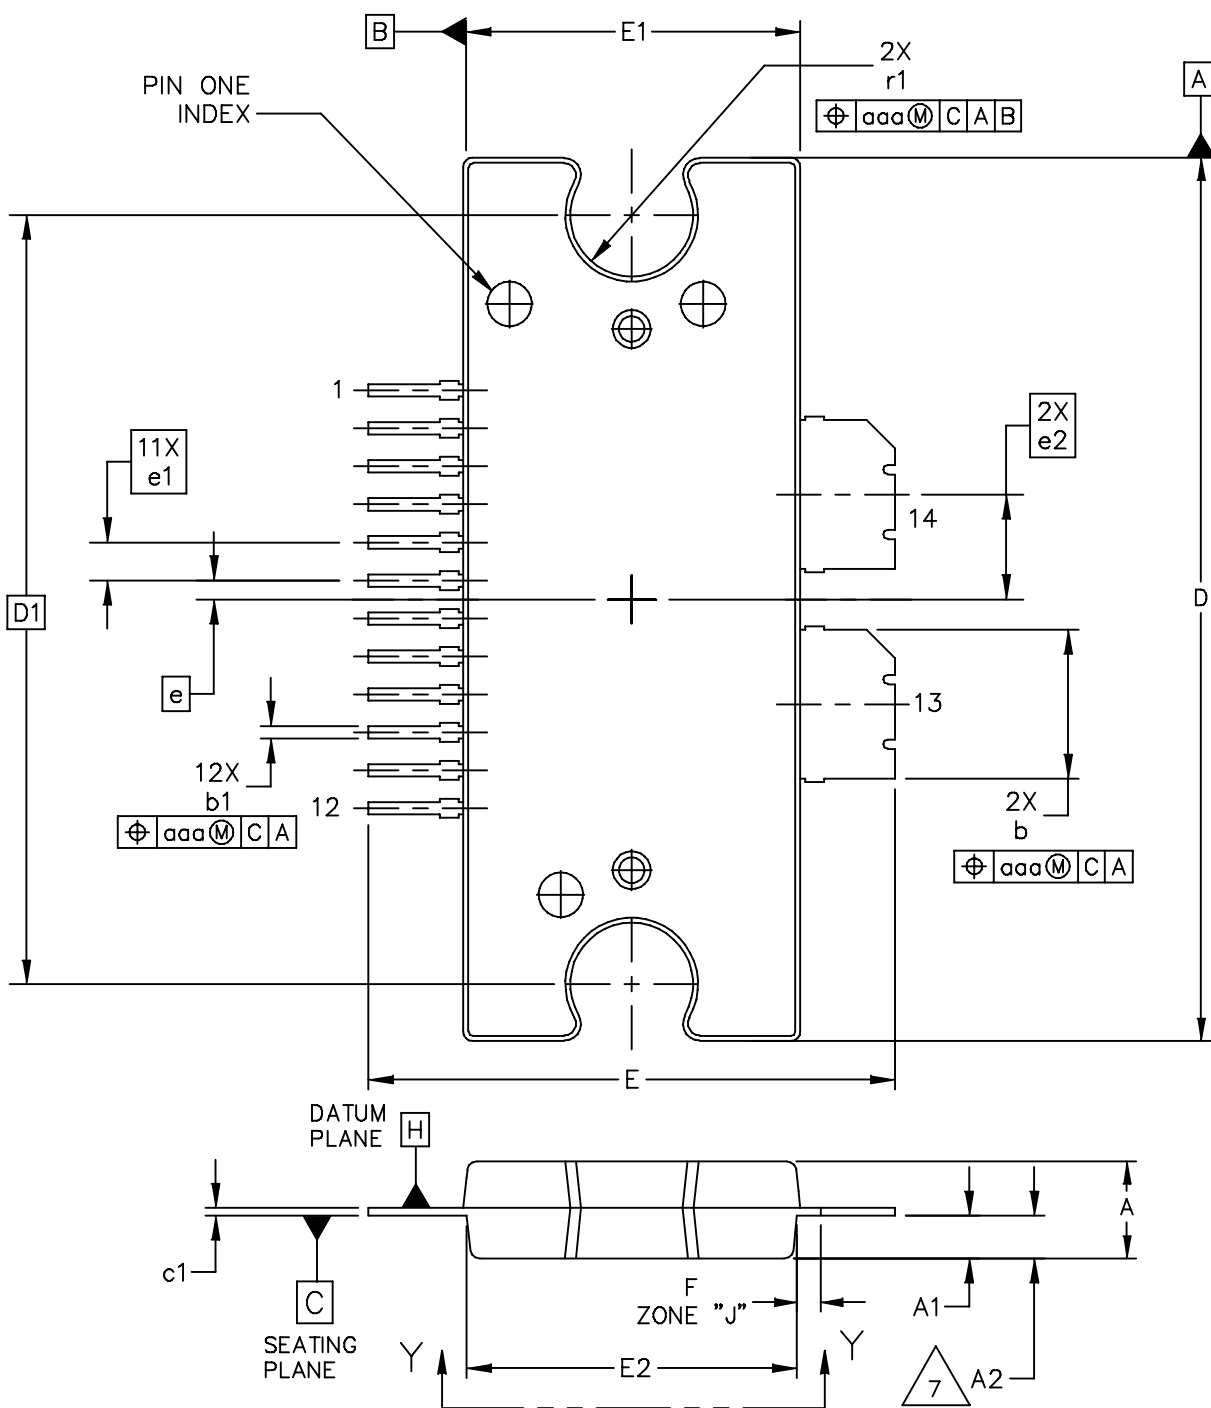 B
E1
2X
r1
A
PIN ONE
INDEX
⌖ aaa Ⓜ C A B
1
2X
e2
11X
e1
14
D1
D
e
13
12X
b1
12
2X
b
⌖ aaa Ⓜ C A
⌖ aaa Ⓜ C A
E
DATUM
PLANE
H
A
c1
F
ZONE "J"
A1
C
SEATING
PLANE
Y
E2
Y
7
A2